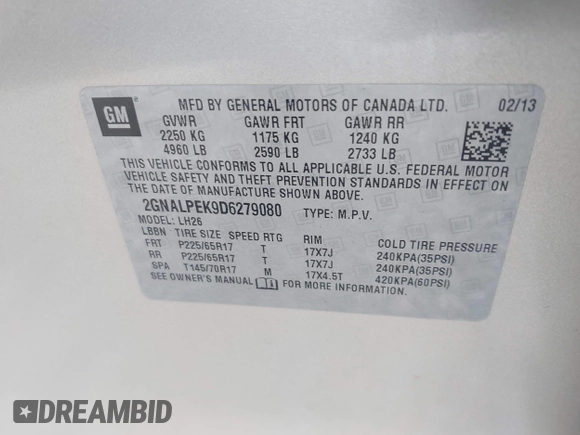 GM
MFD BY GENERAL MOTORS OF CANADA LTD. 02/13
GVWR GAWR FRT GAWR RR
2250 KG 1175 KG 1240 KG
4960 LB 2590 LB 2733 LB
THIS VEHICLE CONFORMS TO ALL APPLICABLE U.S. FEDERAL MOTOR
VEHICLE SAFETY AND THEFT PREVENTION STANDARDS IN EFFECT ON
THE DATE OF MANUFACTURE SHOWN ABOVE.
2GNALPEK9D6279080 TYPE: M.P.V.
MODEL: LH26
LBBN TIRE SIZE SPEED RTG RIM COLD TIRE PRESSURE
FRT P225/65R17 T 17X7J 240KPA(35PSI)
RR P225/65R17 T 17X7J 240KPA(35PSI)
SPA T145/70R17 M 17X4.5T 420KPA(60PSI)
SEE OWNER'S MANUAL FOR MORE INFORMATION.
DREAMBID